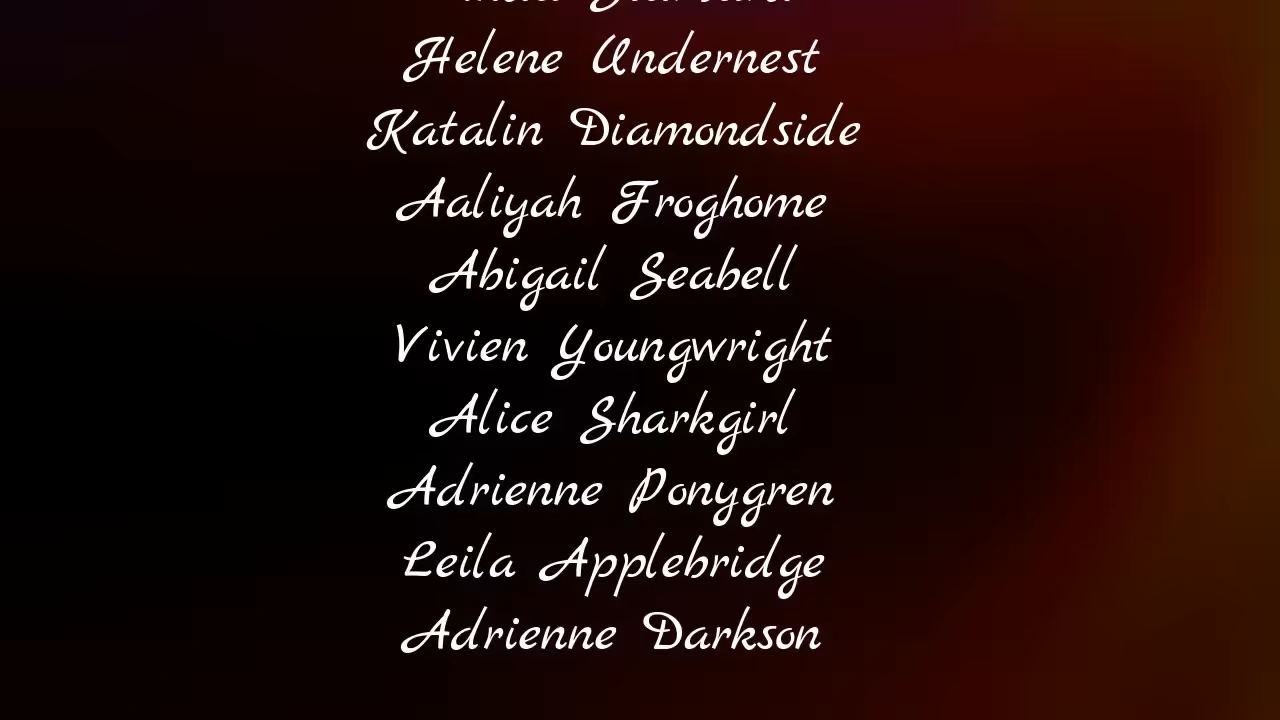 Helene Undernest
Katalin Diamondside
Aaliyah Froghome
Abigail Seabell
Vivien Youngwright
Alice Sharkgirl
Adrienne Ponygren
Leila Applebridge
Adrienne Darkson